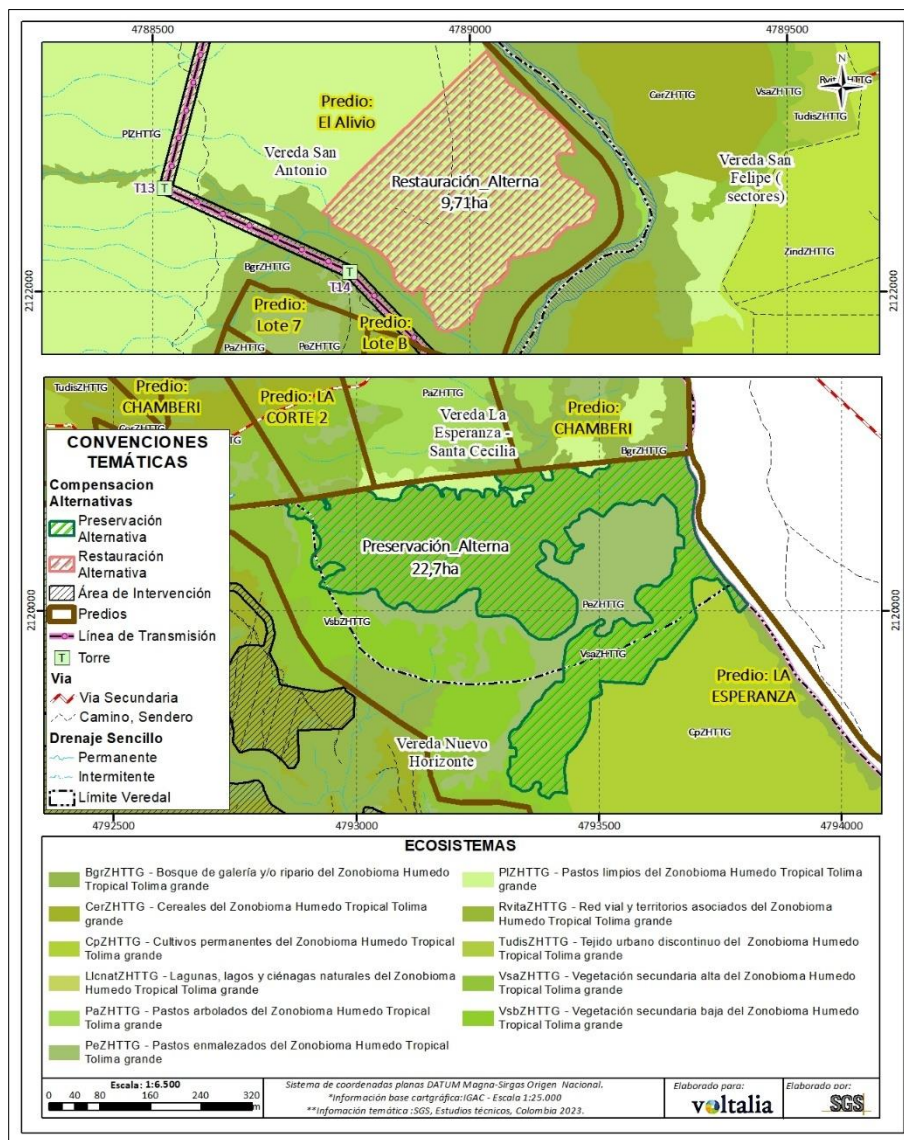 4788500
4789000
4789500
N
Predio:
El Alivio
CerZHTTG
VsaZHTTG
RvitaZHTTG
TudisZHTTG
PlZHTTG
Vereda San
Antonio
Vereda San
Felipe (
sectores)
Restauración_Alterna
9,71ha
T13
T
ZindZHTTG
BgrZHTTG
T
T14
2122000
2122000
Predio:
Lote 7
Predio:
Lote B
PaZHTTG
PeZHTTG
TudisZHTTG
Predio:
CHAMBERI
Predio: LA
CORTE 2
PaZHTTG
Vereda La
Esperanza -
Santa Cecilia
Predio:
CHAMBERI
BgrZHTTG
CONVENCIONES
TEMÁTICAS
Compensacion
Alternativas
Preservación
Alternativa
Restauración
Alternativa
Área de Intervención
Predios
Línea de Transmisión
T
Torre
Via
Via Secundaria
Camino, Sendero
Drenaje Sencillo
Permanente
Intermitente
Límite Veredal
Preservación_Alterna
22,7ha
PeZHTTG
2120000
2120000
VsbZHTTG
VsaZHTTG
Predio: LA
ESPERANZA
CpZHTTG
Vereda Nuevo
Horizonte
4792500
4793000
4793500
4794000
ECOSISTEMAS
BgrZHTTG - Bosque de galería y/o ripario del Zonobioma Humedo
Tropical Tolima grande
CerZHTTG - Cereales del Zonobioma Humedo Tropical Tolima
grande
CpZHTTG - Cultivos permanentes del Zonobioma Humedo Tropical
Tolima grande
LlcnatZHTTG - Lagunas, lagos y ciénagas naturales del Zonobioma
Humedo Tropical Tolima grande
PaZHTTG - Pastos arbolados del Zonobioma Humedo Tropical
Tolima grande
PeZHTTG - Pastos enmalezados del Zonobioma Humedo Tropical
Tolima grande
PlZHTTG - Pastos limpios del Zonobioma Humedo Tropical Tolima
grande
RvitaZHTTG - Red vial y territorios asociados del Zonobioma
Humedo Tropical Tolima grande
TudisZHTTG - Tejido urbano discontinuo del Zonobioma Humedo
Tropical Tolima grande
VsaZHTTG - Vegetación secundaria alta del Zonobioma Humedo
Tropical Tolima grande
VsbZHTTG - Vegetación secundaria baja del Zonobioma Humedo
Tropical Tolima grande
Escala: 1:6.500
0 40 80 160 240 320
m
Sistema de coordenadas planas DATUM Magna-Sirgas Origen Nacional.
*Información base cartgráfica:IGAC - Escala 1:25.000
**Infomación temática :SGS, Estudios técnicos, Colombia 2023.
Elaborado para:
voltalia
Elaborado por:
SGS